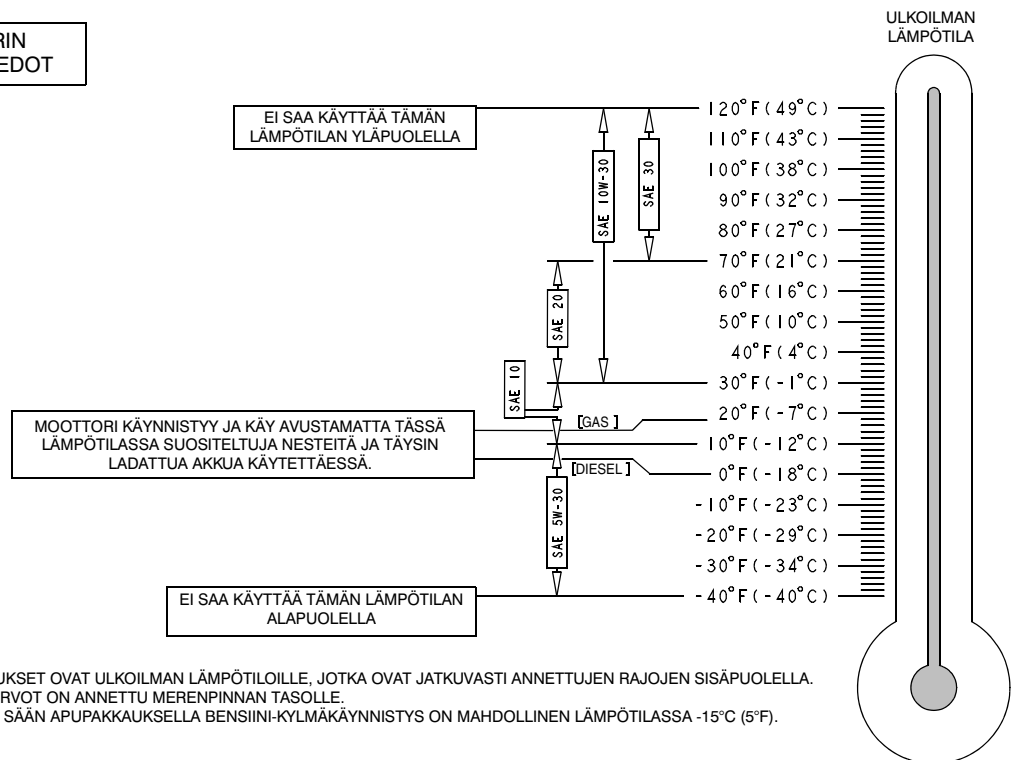 RIN
EDOT
ULKOILMAN
LÄMPÖTILA
EI SAA KÄYTTÄÄ TÄMÄN
LÄMPÖTILAN YLÄPUOLELLA
120°F(49°C)
110°F(43°C)
100°F(38°C)
90°F(32°C)
80°F(27°C)
70°F(21°C)
60°F(16°C)
50°F(10°C)
40°F(4°C)
30°F(-1°C)
20°F(-7°C)
10°F(-12°C)
0°F(-18°C)
-10°F(-23°C)
-20°F(-29°C)
-30°F(-34°C)
-40°F(-40°C)
SAE 10W-30
SAE 30
SAE 20
SAE 10
SAE 5W-30
[GAS]
[DIESEL]
MOOTTORI KÄYNNISTYY JA KÄY AVUSTAMATTA TÄSSÄ
LÄMPÖTILASSA SUOSITELTUJA NESTEITÄ JA TÄYSIN
LADATTUA AKKUA KÄYTETTÄESSÄ.
EI SAA KÄYTTÄÄ TÄMÄN LÄMPÖTILAN
ALAPUOLELLA
UKSET OVAT ULKOILMAN LÄMPÖTILOILLE, JOTKA OVAT JATKUVASTI ANNETTUJEN RAJOJEN SISÄPUOLELLA.
RVOT ON ANNETTU MERENPINNAN TASOLLE.
SÄÄN APUPAKKAUKSELLA BENSIINI-KYLMÄKÄYNNISTYS ON MAHDOLLINEN LÄMPÖTILASSA -15°C (5°F).